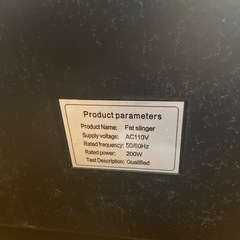 Product parameters
Product Name: Fat slinger
Supply voltage: AC110V
Rated frequency: 50/60Hz
Rated power: 200W
Test Description: Qualified